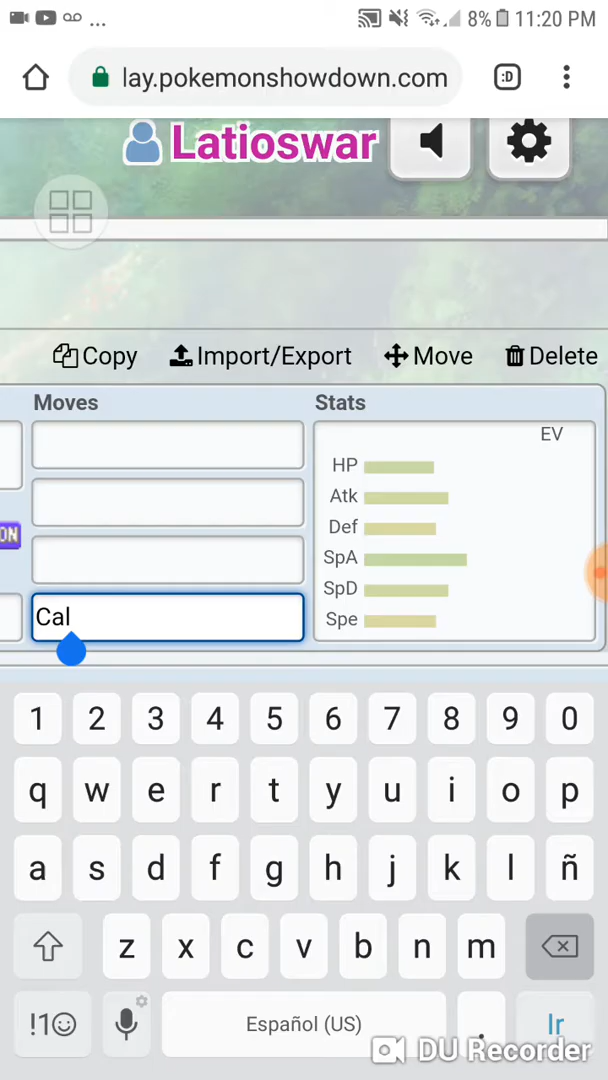 ... 8% 11:20 PM
lay.pokemonshowdown.com :D
Latioswar
Copy Import/Export Move Delete
Moves Stats
EV
HP
Atk
ON Def
SpA
SpD
Cal Spe
1 2 3 4 5 6 7 8 9 0
q w e r t y u i o p
a s d f g h j k l ñ
z x c v b n m
!1☺ Español (US) . Ir
DU Recorder